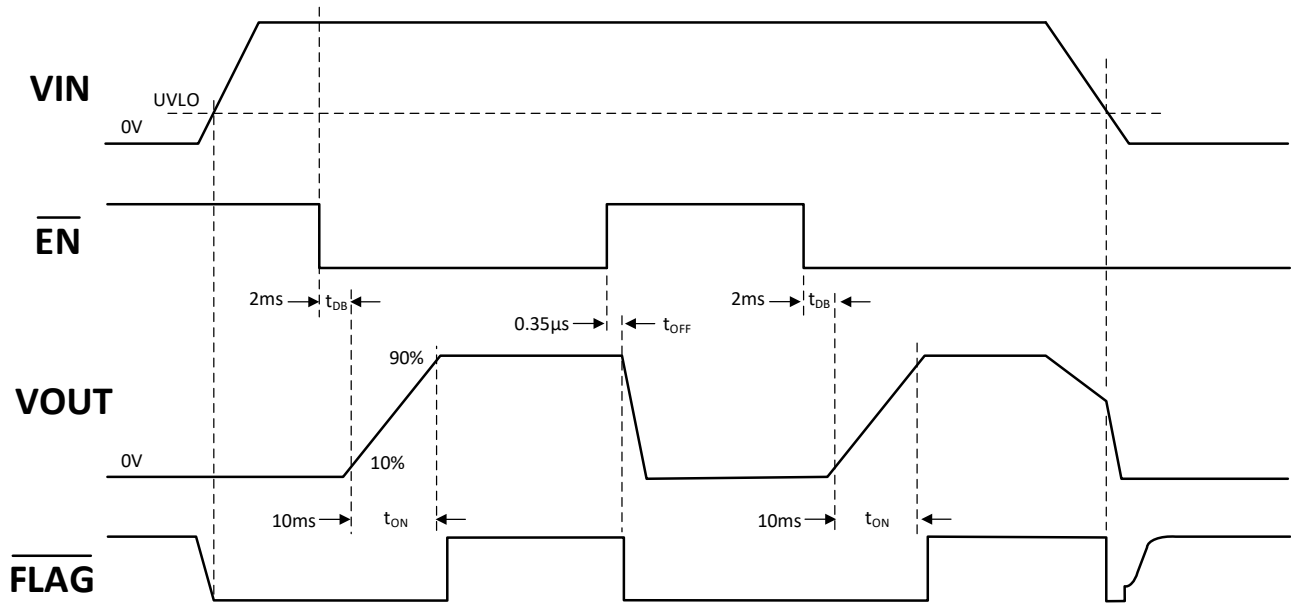 VIN
UVLO
0V
EN
2ms
tDB
0.35µs
tOFF
2ms
tDB
VOUT
90%
10%
0V
10ms
tON
10ms
tON
FLAG